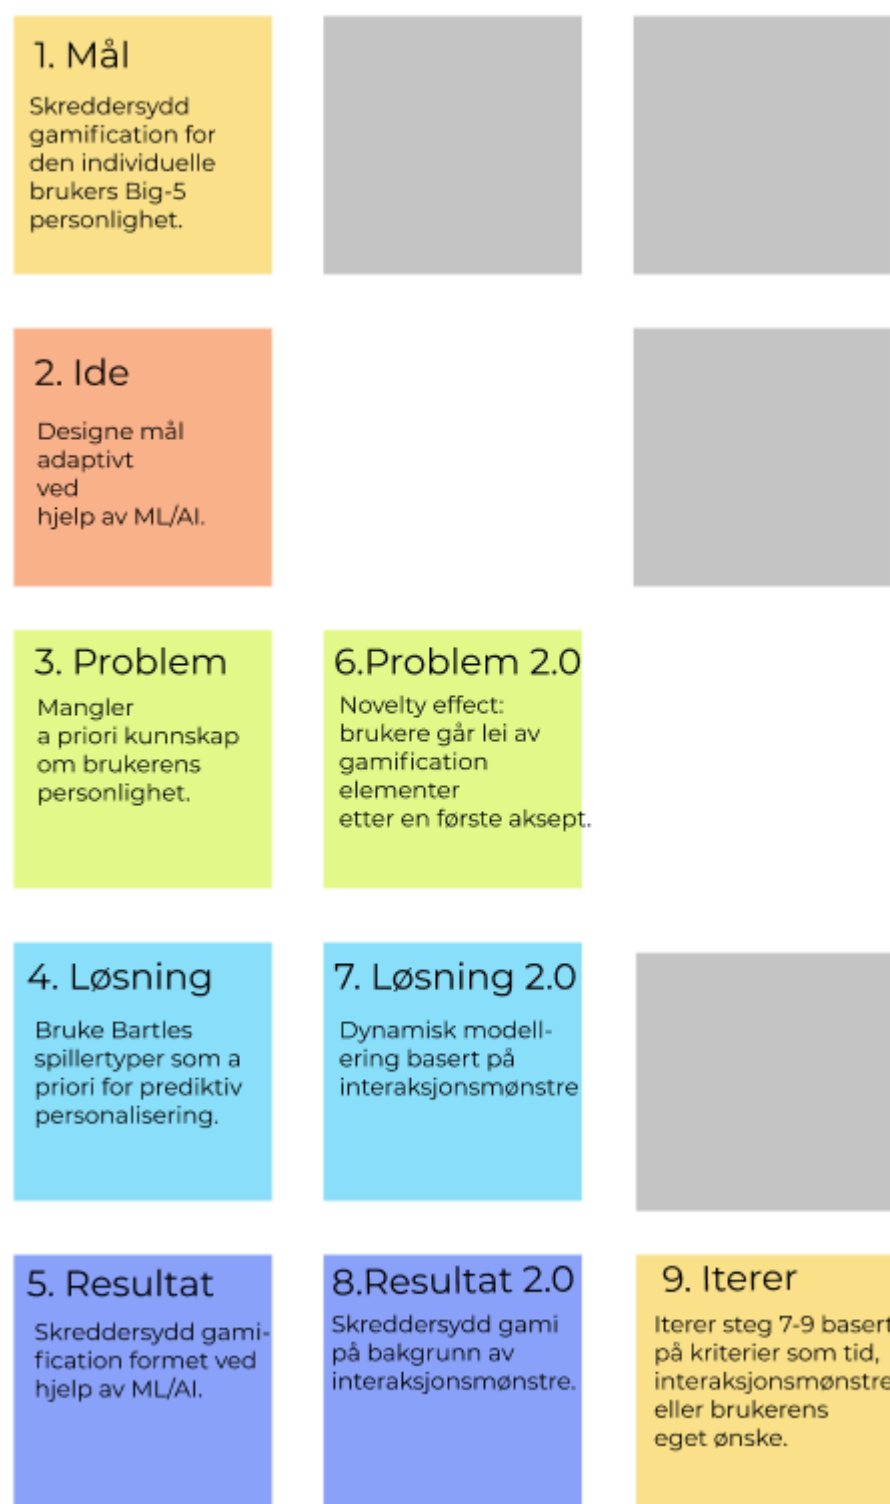 1. Mål
Skreddersydd
gamification for
den individuelle
brukers Big-5
personlighet.
2. Ide
Designe mål
adaptivt
ved
hjelp av ML/AI.
3. Problem
Mangler
a priori kunnskap
om brukerens
personlighet.
6.Problem 2.0
Novelty effect:
brukere går lei av
gamification
elementer
etter en første aksept.
4. Løsning
Bruke Bartles
spillertyper som a
priori for prediktiv
personalisering.
7. Løsning 2.0
Dynamisk modell-
ering basert på
interaksjonsmønstre
5. Resultat
Skreddersydd gami-
fication formet ved
hjelp av ML/AI.
8.Resultat 2.0
Skreddersydd gami
på bakgrunn av
interaksjonsmønstre.
9. Iterer
Iterer steg 7-9 basert
på kriterier som tid,
interaksjonsmønstre
eller brukerens
eget ønske.